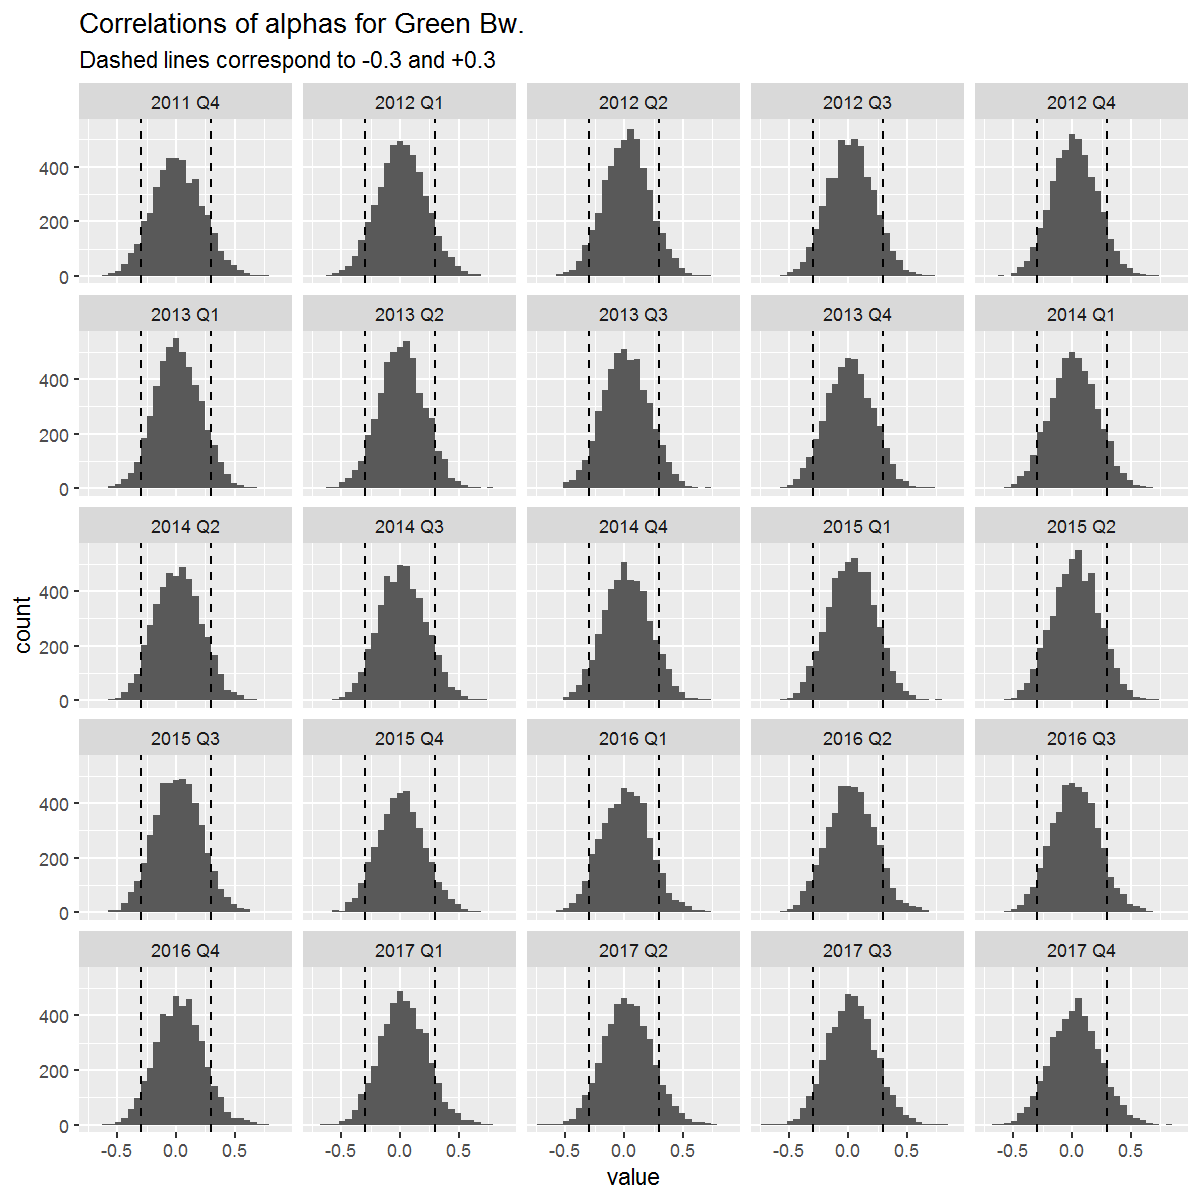 Correlations of alphas for Green Bw.
Dashed lines correspond to -0.3 and +0.3
2011 Q4 2012 Q1 2012 Q2 2012 Q3 2012 Q4
400
200
0
2013 Q1 2013 Q2 2013 Q3 2013 Q4 2014 Q1
400
200
0
2014 Q2 2014 Q3 2014 Q4 2015 Q1 2015 Q2
400
200
0
count
2015 Q3 2015 Q4 2016 Q1 2016 Q2 2016 Q3
400
200
0
2016 Q4 2017 Q1 2017 Q2 2017 Q3 2017 Q4
400
200
0
-0.5 0.0 0.5 -0.5 0.0 0.5 -0.5 0.0 0.5 -0.5 0.0 0.5 -0.5 0.0 0.5
value